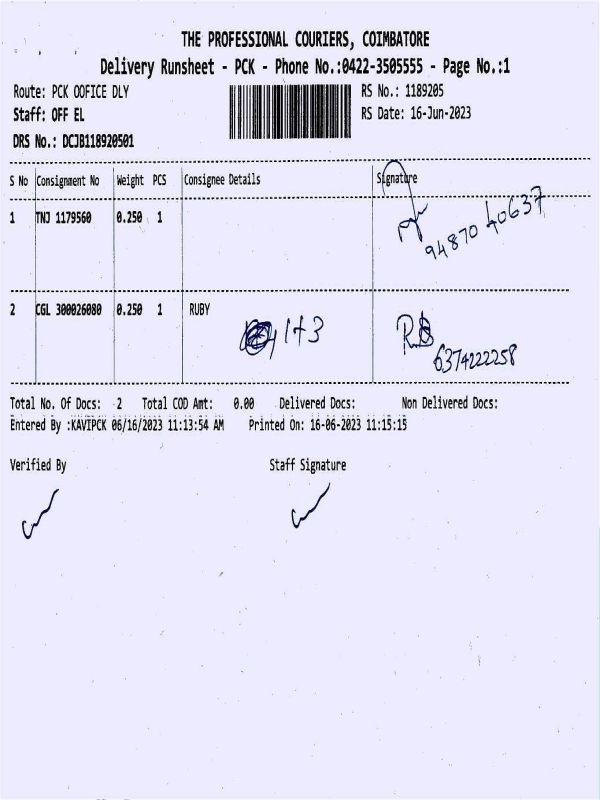 THE PROFESSIONAL COURIERS, COIMBATORE
Delivery Runsheet - PCK - Phone No.:0422-3505555 - Page No.:1
Route: PCK OOFICE DLY RS No.: 1189205
Staff: OFF EL RS Date: 16-Jun-2023
DRS No.: DCJB118920501
S No Consignment No Weight PCS Consignee Details Signature
1 TNJ 1179560 0.250 1
94870 40637
2 CGL 300026080 0.250 1 RUBY
1+3
6374222258
Total No. Of Docs: 2 Total COD Amt: 0.00 Delivered Docs: Non Delivered Docs:
Entered By :KAVIPCK 06/16/2023 11:13:54 AM Printed On: 16-06-2023 11:15:15
Verified By Staff Signature